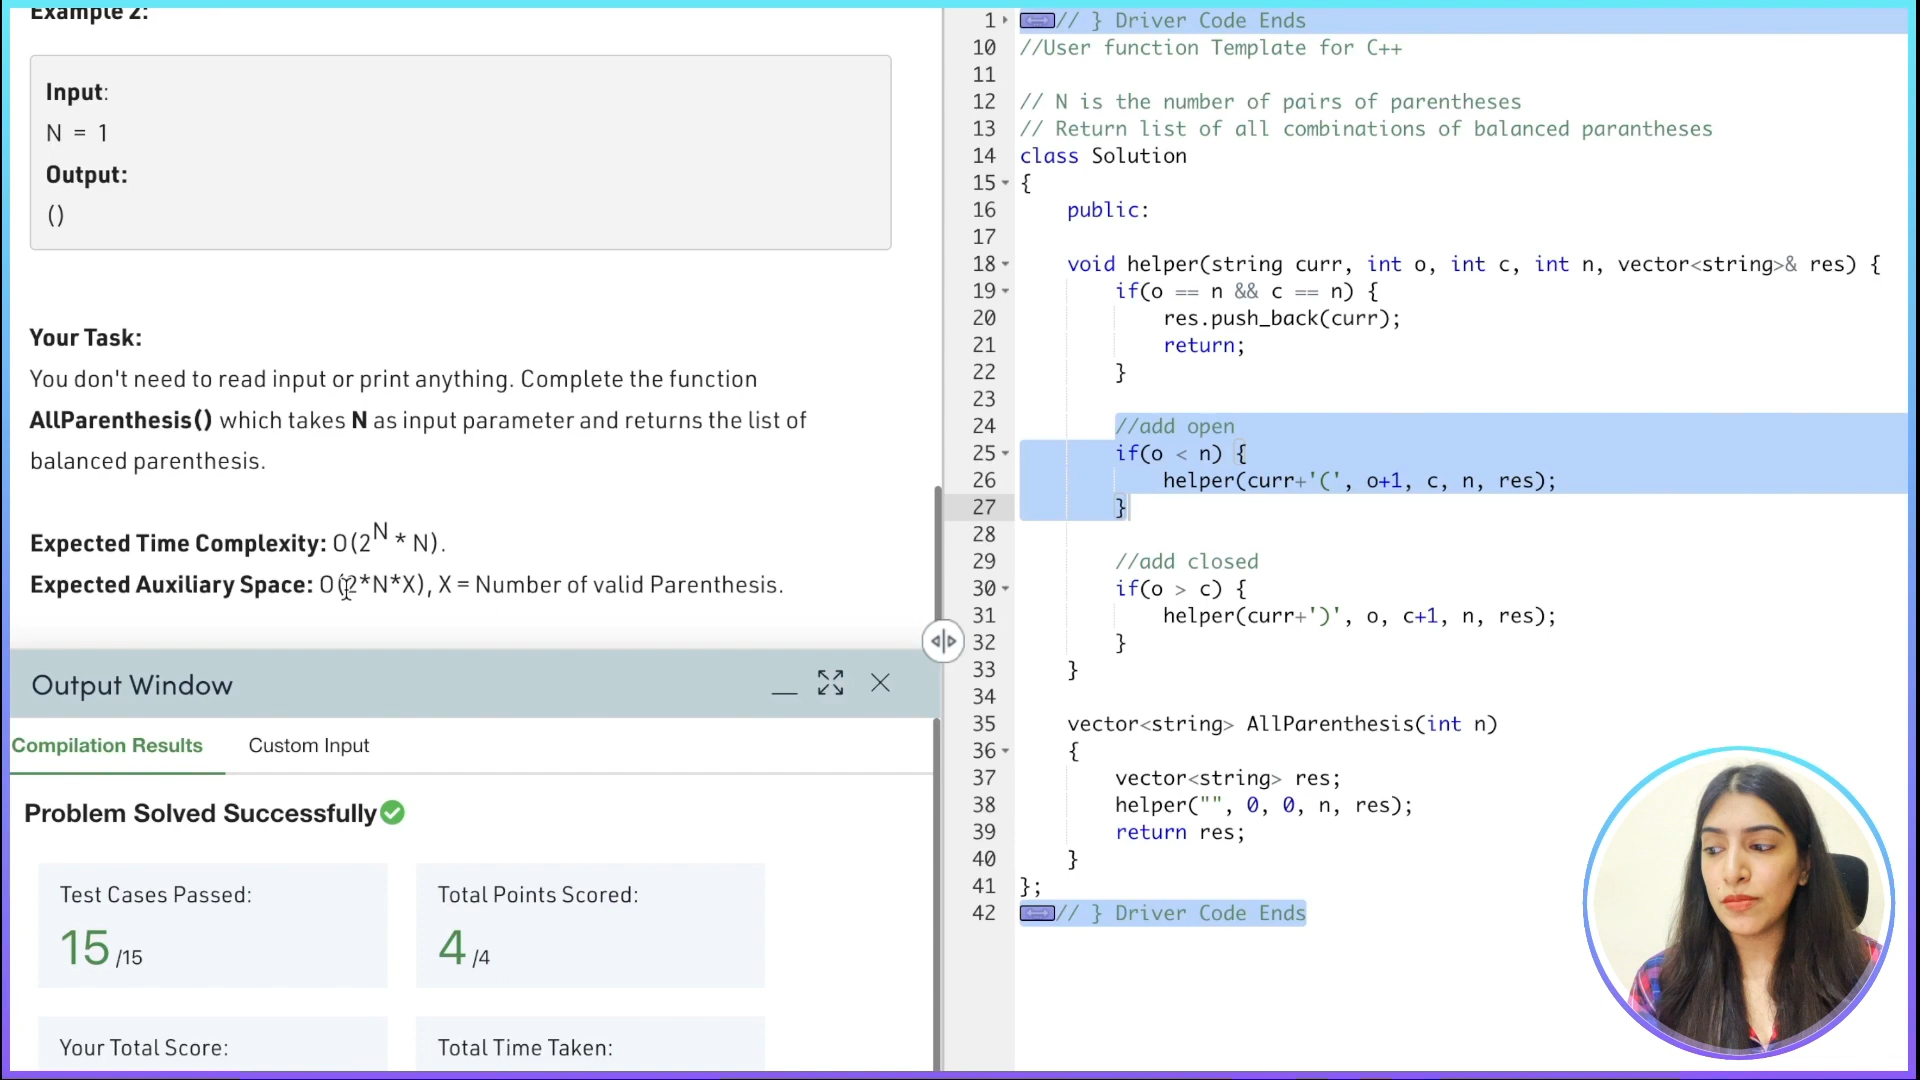 Example 2:
Input:
N = 1
Output:
()
Your Task:
You don't need to read input or print anything. Complete the function
AllParenthesis() which takes N as input parameter and returns the list of
balanced parenthesis.
Expected Time Complexity: O(2^N * N).
Expected Auxiliary Space: O(2*N*X), X = Number of valid Parenthesis.
Output Window
Compilation Results Custom Input
Problem Solved Successfully
Test Cases Passed: Total Points Scored:
15 /15 4 /4
Your Total Score: Total Time Taken:
1 // } Driver Code Ends
10 //User function Template for C++
11
12 // N is the number of pairs of parentheses
13 // Return list of all combinations of balanced parantheses
14 class Solution
15 {
16 public:
17
18 void helper(string curr, int o, int c, int n, vector<string>& res) {
19 if(o == n && c == n) {
20 res.push_back(curr);
21 return;
22 }
23
24 //add open
25 if(o < n) {
26 helper(curr+'(', o+1, c, n, res);
27 }
28
29 //add closed
30 if(o > c) {
31 helper(curr+')', o, c+1, n, res);
32 }
33 }
34
35 vector<string> AllParenthesis(int n)
36 {
37 vector<string> res;
38 helper("", 0, 0, n, res);
39 return res;
40 }
41 };
42 // } Driver Code Ends